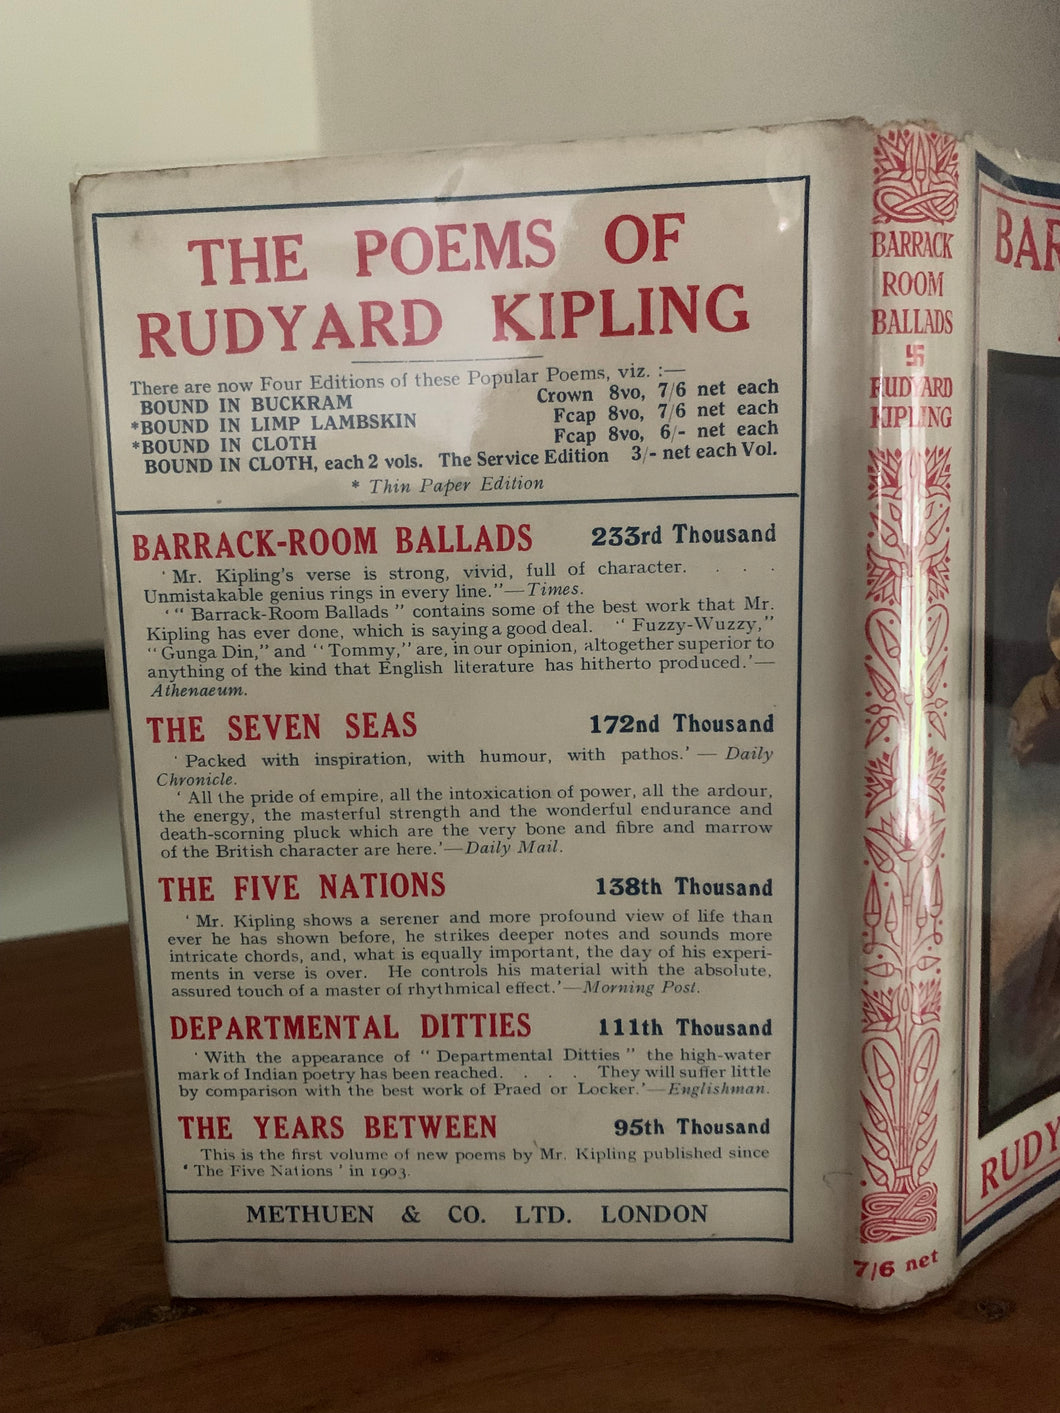 THE POEMS OF
RUDYARD KIPLING
There are now Four Editions of these Popular Poems, viz. :—
BOUND IN BUCKRAM Crown 8vo, 7/6 net each
*BOUND IN LIMP LAMBSKIN Fcap 8vo, 7/6 net each
*BOUND IN CLOTH Fcap 8vo, 6/- net each
BOUND IN CLOTH, each 2 vols. The Service Edition 3/- net each Vol.
* Thin Paper Edition
BARRACK-ROOM BALLADS 233rd Thousand
‘ Mr. Kipling's verse is strong, vivid, full of character. . . .
Unmistakable genius rings in every line.”—Times.
‘ “ Barrack-Room Ballads ” contains some of the best work that Mr.
Kipling has ever done, which is saying a good deal. “ Fuzzy-Wuzzy,”
“ Gunga Din,” and “ Tommy,” are, in our opinion, altogether superior to
anything of the kind that English literature has hitherto produced.’—
Athenaeum.
THE SEVEN SEAS 172nd Thousand
‘ Packed with inspiration, with humour, with pathos.’ — Daily
Chronicle.
‘ All the pride of empire, all the intoxication of power, all the ardour,
the energy, the masterful strength and the wonderful endurance and
death-scorning pluck which are the very bone and fibre and marrow
of the British character are here.’—Daily Mail.
THE FIVE NATIONS 138th Thousand
‘ Mr. Kipling shows a serener and more profound view of life than
ever he has shown before, he strikes deeper notes and sounds more
intricate chords, and, what is equally important, the day of his experi-
ments in verse is over. He controls his material with the absolute,
assured touch of a master of rhythmical effect.’—Morning Post.
DEPARTMENTAL DITTIES 111th Thousand
‘ With the appearance of “ Departmental Ditties ” the high-water
mark of Indian poetry has been reached. . . . They will suffer little
by comparison with the best work of Praed or Locker.’—Englishman.
THE YEARS BETWEEN 95th Thousand
This is the first volume of new poems by Mr. Kipling published since
‘ The Five Nations ’ in 1903.
METHUEN & CO. LTD. LONDON
BARRACK
ROOM
BALLADS
RUDYARD
KIPLING
7/6 net
BAR
RUDY